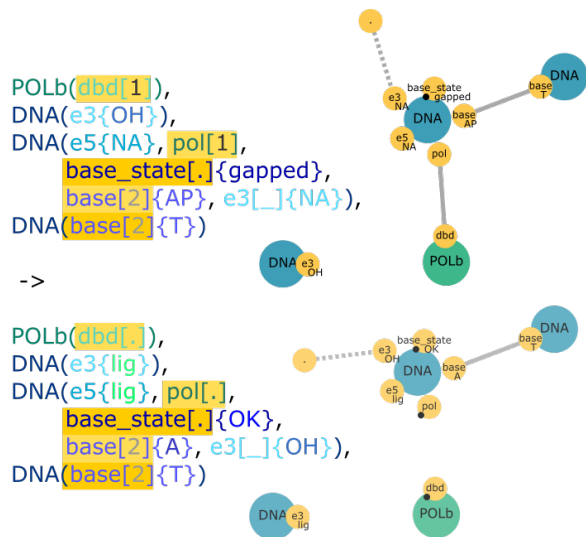 POLb(dbd[1]),
DNA(e3{OH}),
DNA(e5{NA}, pol[1],
base_state[.]{gapped},
base[2]{AP}, e3[_]{NA}),
DNA(base[2]{T})
->
POLb(dbd[.]),
DNA(e3{lig}),
DNA(e5{lig}, pol[.],
base_state[.]{OK},
base[2]{A}, e3[_]{OH}),
DNA(base[2]{T})
.
base_state
gapped
e3
NA
DNA
base
AP
base
T
DNA
e5
NA
pol
dbd
POLb
DNA
e3
OH
.
base_state
OK
e3
OH
DNA
base
A
base
T
DNA
e5
lig
pol
dbd
POLb
DNA
e3
lig